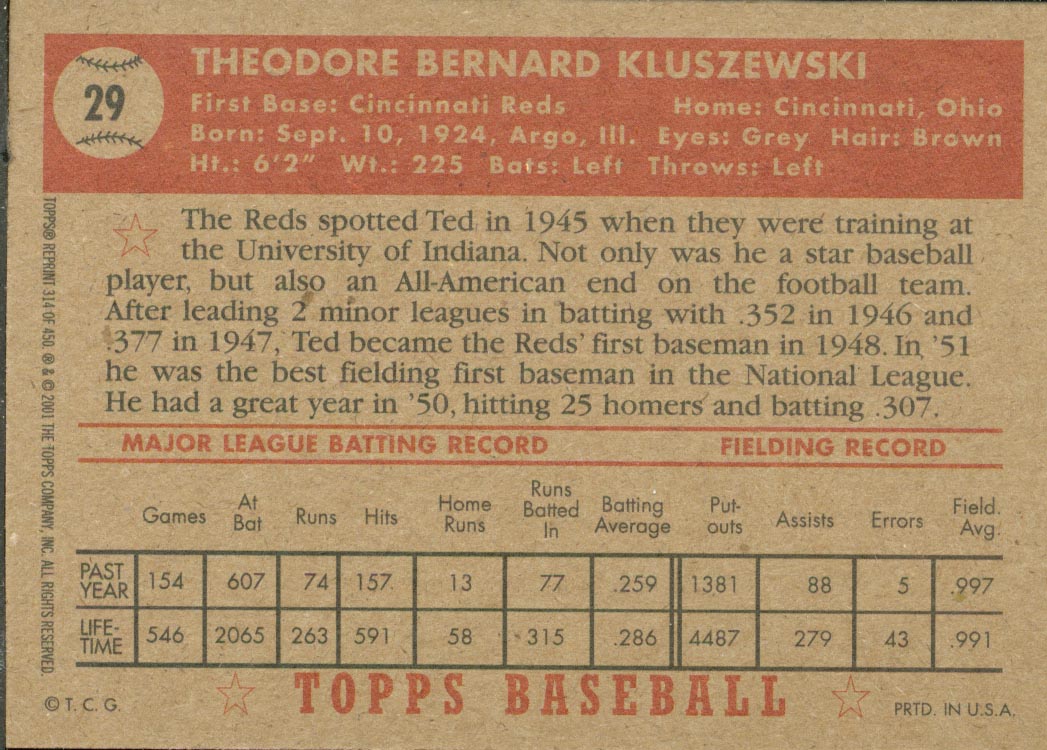 29
THEODORE BERNARD KLUSZEWSKI
First Base: Cincinnati Reds Home: Cincinnati, Ohio
Born: Sept. 10, 1924, Argo, Ill. Eyes: Grey Hair: Brown
Ht.: 6'2" Wt.: 225 Bats: Left Throws: Left
The Reds spotted Ted in 1945 when they were training at
the University of Indiana. Not only was he a star baseball
player, but also an All-American end on the football team.
After leading 2 minor leagues in batting with .352 in 1946 and
.377 in 1947, Ted became the Reds' first baseman in 1948. In '51
he was the best fielding first baseman in the National League.
He had a great year in '50, hitting 25 homers and batting .307.
MAJOR LEAGUE BATTING RECORD FIELDING RECORD
Games At Bat Runs Hits Home Runs Runs Batted In Batting Average Put-outs Assists Errors Field. Avg.
PAST YEAR 154 607 74 157 13 77 .259 1381 88 5 .997
LIFE-TIME 546 2065 263 591 58 315 .286 4487 279 43 .991
© T. C. G. TOPPS BASEBALL PRTD. IN U.S.A.
TOPPS® REPRINT 314 OF 450 ® & © 2001 THE TOPPS COMPANY, INC. ALL RIGHTS RESERVED.